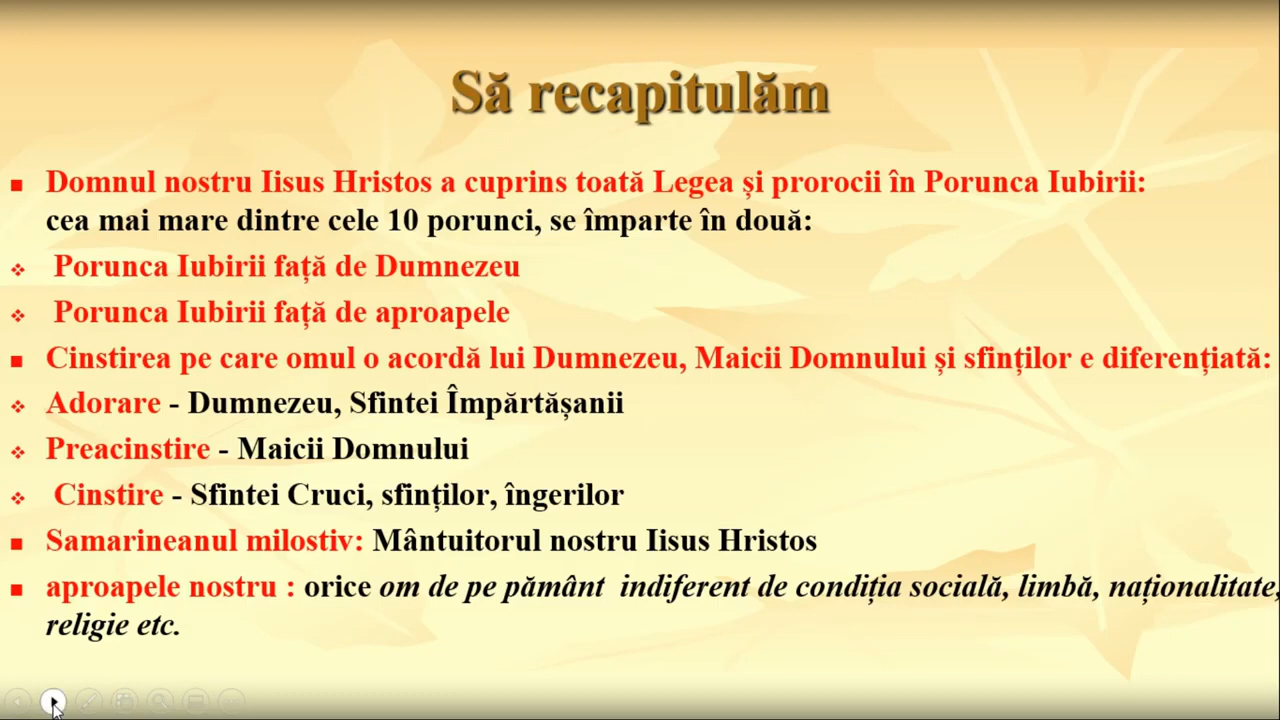 Să recapitulăm
Domnul nostru Iisus Hristos a cuprins toată Legea și prorocii în Porunca Iubirii:
cea mai mare dintre cele 10 porunci, se împarte în două:
Porunca Iubirii față de Dumnezeu
Porunca Iubirii față de aproapele
Cinstirea pe care omul o acordă lui Dumnezeu, Maicii Domnului și sfinților e diferențiată:
Adorare - Dumnezeu, Sfintei Împărtășanii
Preacinstire - Maicii Domnului
Cinstire - Sfintei Cruci, sfinților, îngerilor
Samarineanul milostiv: Mântuitorul nostru Iisus Hristos
aproapele nostru : orice om de pe pământ  indiferent de condiția socială, limbă, naționalitate,
religie etc.